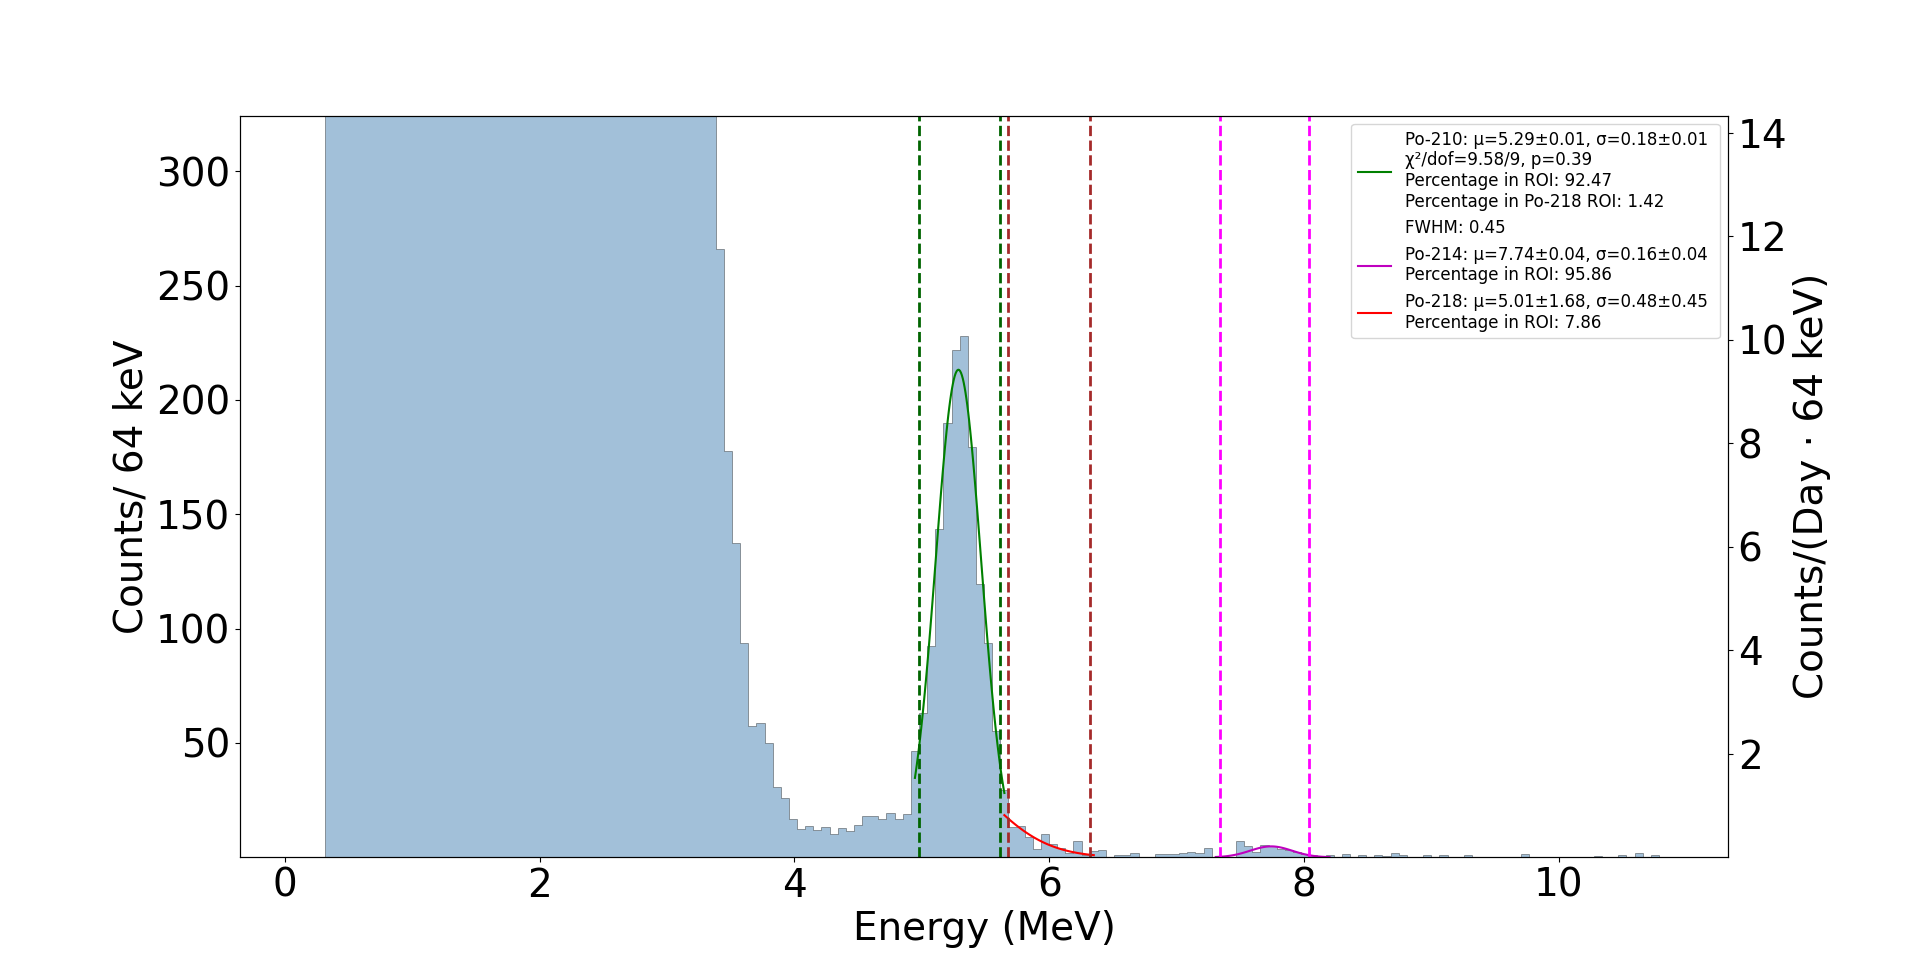 Counts/ 64 keV
300
250
200
150
100
50
0
2
4
6
8
10
Energy (MeV)
14
12
10
8
6
4
2
Counts/(Day · 64 keV)
Po-210: μ=5.29±0.01, σ=0.18±0.01
χ²/dof=9.58/9, p=0.39
Percentage in ROI: 92.47
Percentage in Po-218 ROI: 1.42
FWHM: 0.45
Po-214: μ=7.74±0.04, σ=0.16±0.04
Percentage in ROI: 95.86
Po-218: μ=5.01±1.68, σ=0.48±0.45
Percentage in ROI: 7.86